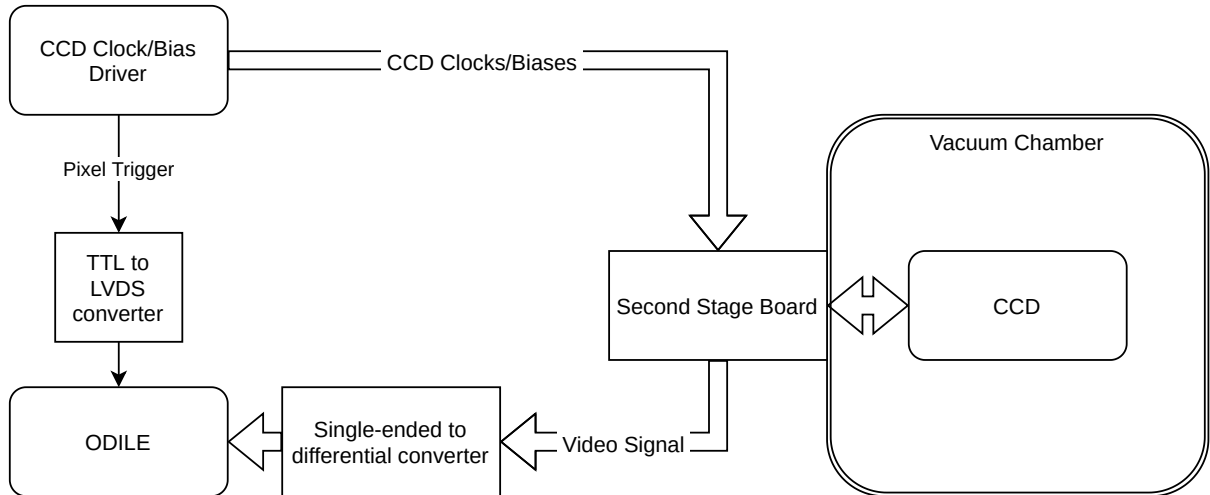 CCD Clock/Bias
Driver
CCD Clocks/Biases
Vacuum Chamber
Pixel Trigger
TTL to
LVDS
converter
Second Stage Board
CCD
ODILE
Single-ended to
differential converter
Video Signal